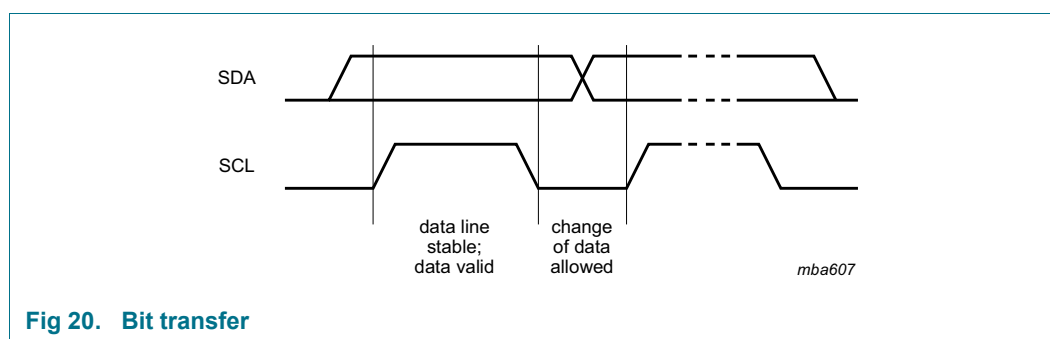 SDA
SCL
data line
stable;
data valid
change
of data
allowed
mba607
Fig 20. Bit transfer